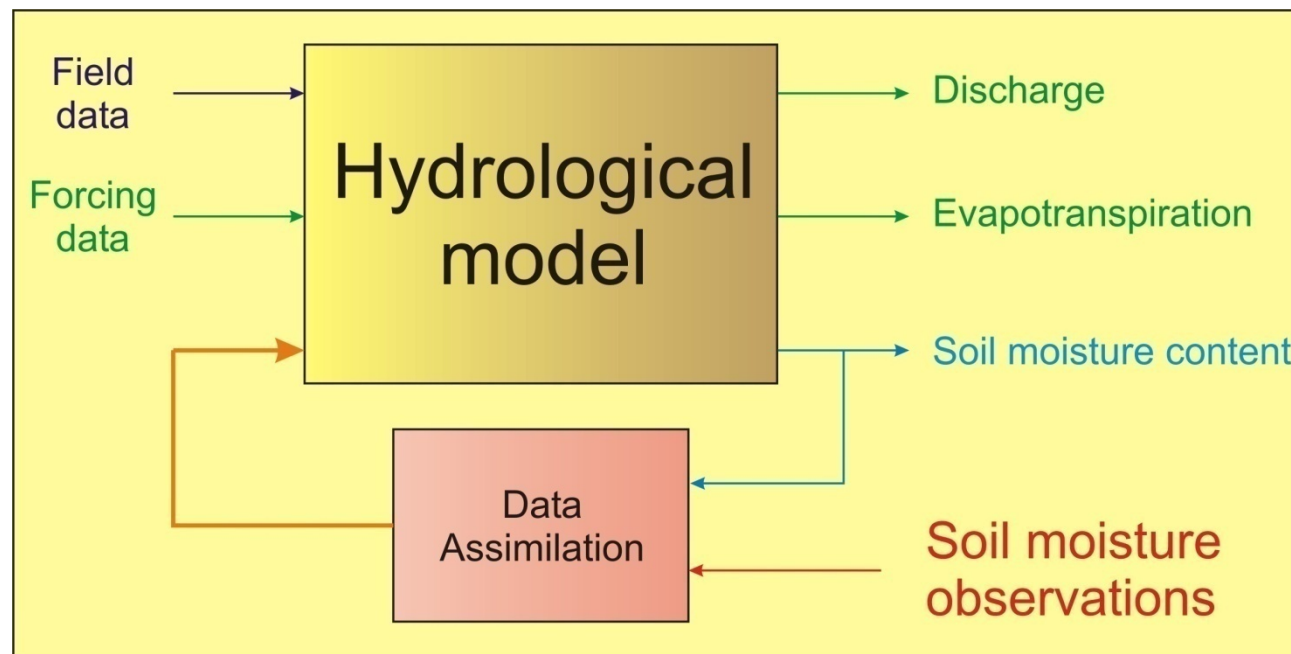 Field
data
Forcing
data
Hydrological
model
Discharge
Evapotranspiration
Soil moisture content
Data
Assimilation
Soil moisture
observations